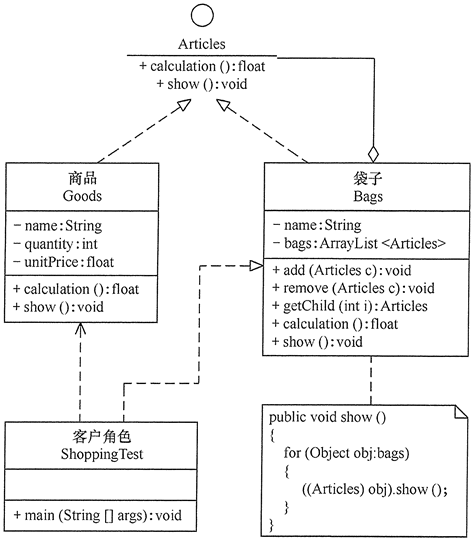 Articles
+ calculation ():float
+ show ():void
商品
Goods
- name:String
- quantity:int
- unitPrice:float
+ calculation ():float
+ show ():void
袋子
Bags
- name:String
- bags:ArrayList <Articles>
+ add (Articles c):void
+ remove (Articles c):void
+ getChild (int i):Articles
+ calculation ():float
+ show ():void
客户角色
ShoppingTest
+ main (String [] args):void
public void show ()
{
for (Object obj:bags)
{
((Articles) obj).show ();
}
}